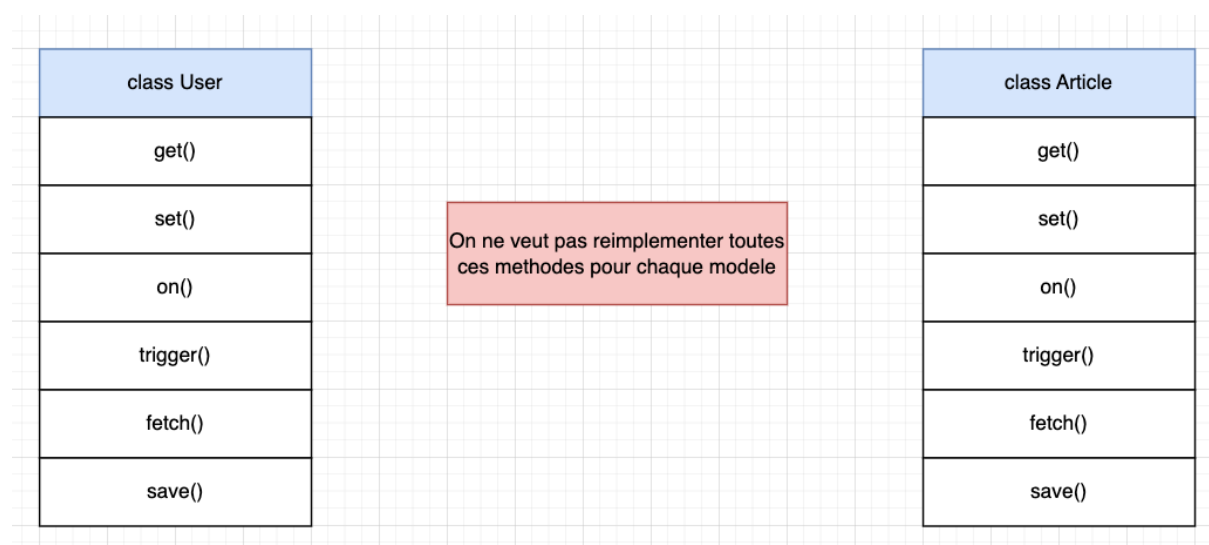 class User
get()
set()
on()
trigger()
fetch()
save()
On ne veut pas reimplementer toutes
ces methodes pour chaque modele
class Article
get()
set()
on()
trigger()
fetch()
save()